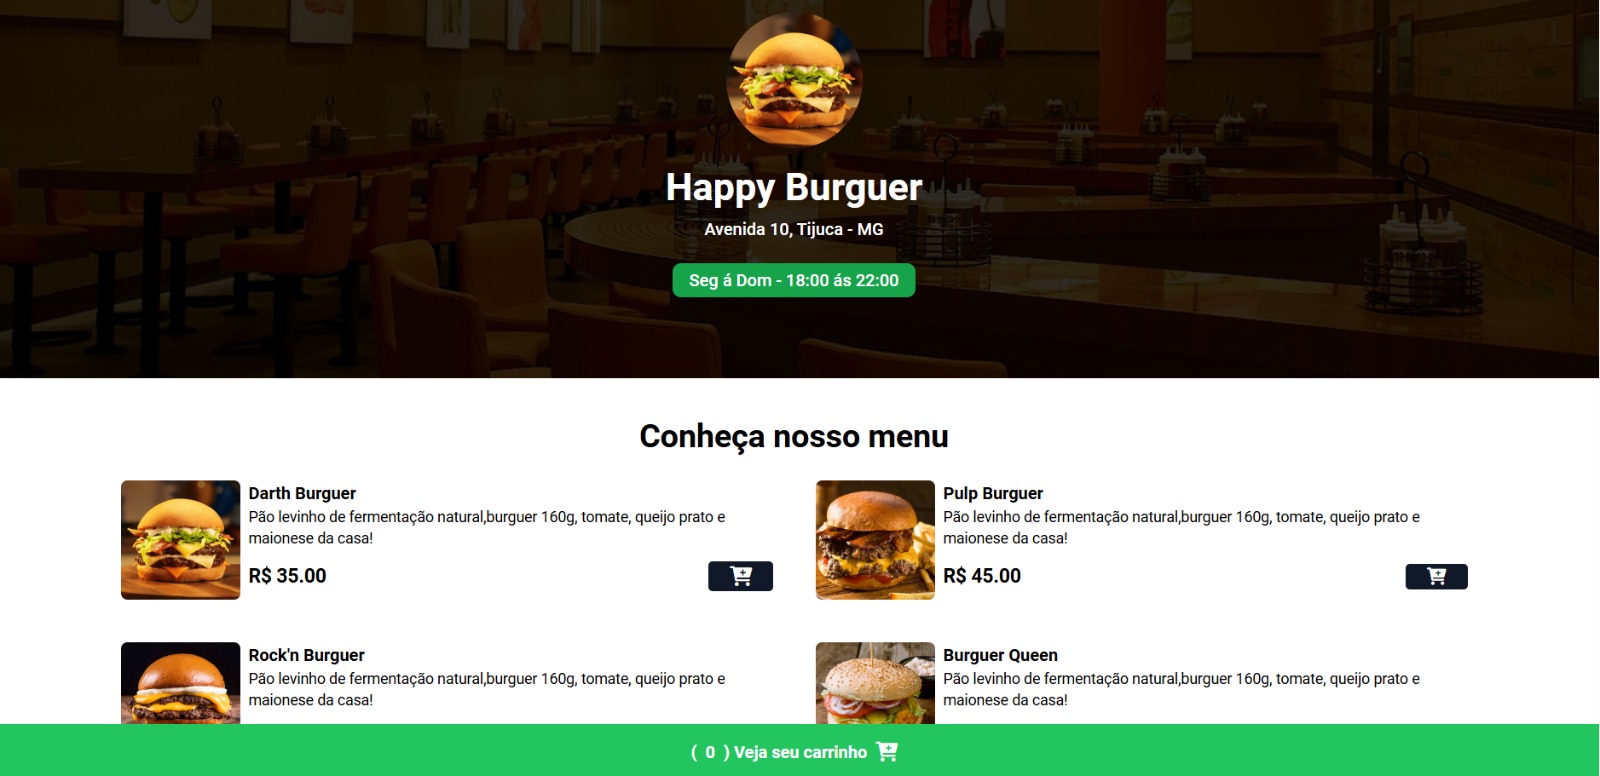 Happy Burguer
Avenida 10, Tijuca - MG
Seg á Dom - 18:00 ás 22:00
Conheça nosso menu
Darth Burguer
Pão levinho de fermentação natural,burguer 160g, tomate, queijo prato e
maionese da casa!
R$ 35.00
Pulp Burguer
Pão levinho de fermentação natural,burguer 160g, tomate, queijo prato e
maionese da casa!
R$ 45.00
Rock'n Burguer
Pão levinho de fermentação natural,burguer 160g, tomate, queijo prato e
maionese da casa!
Burguer Queen
Pão levinho de fermentação natural,burguer 160g, tomate, queijo prato e
maionese da casa!
( 0 ) Veja seu carrinho